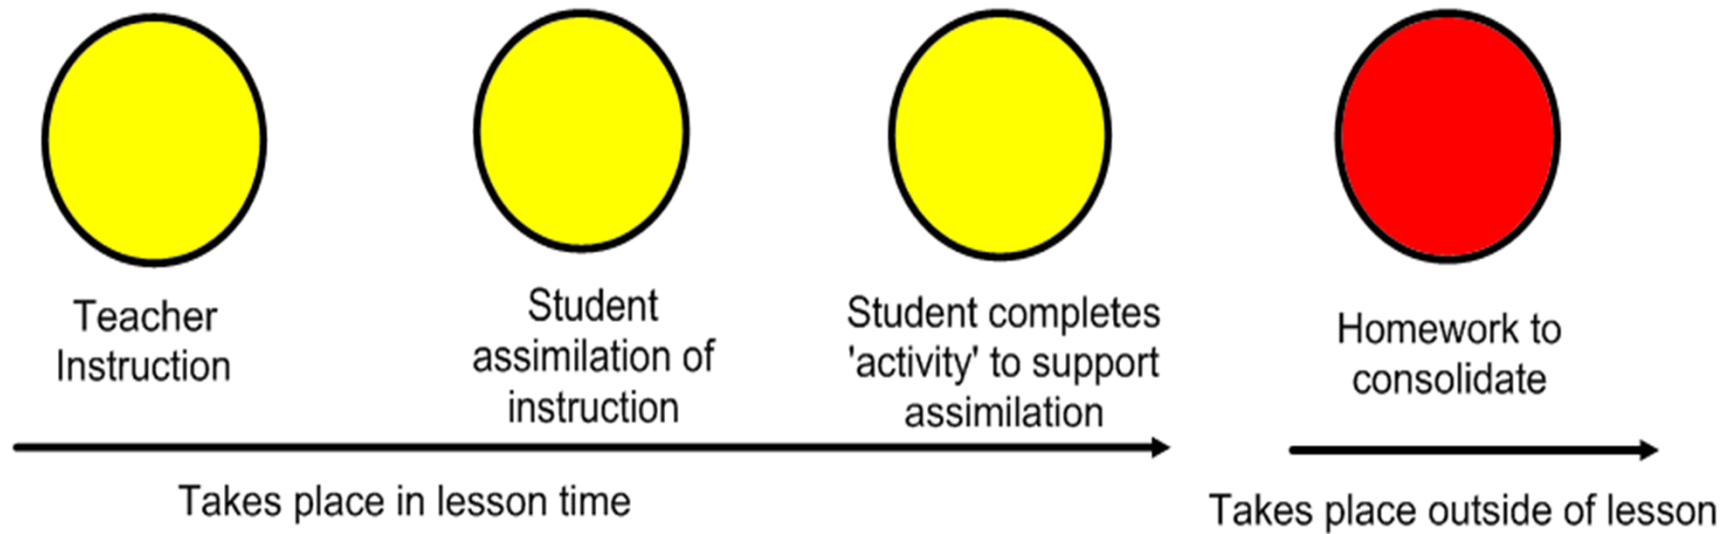 Teacher
Instruction
Student
assimilation of
instruction
Student completes
'activity' to support
assimilation
Homework to
consolidate
Takes place in lesson time
Takes place outside of lesson